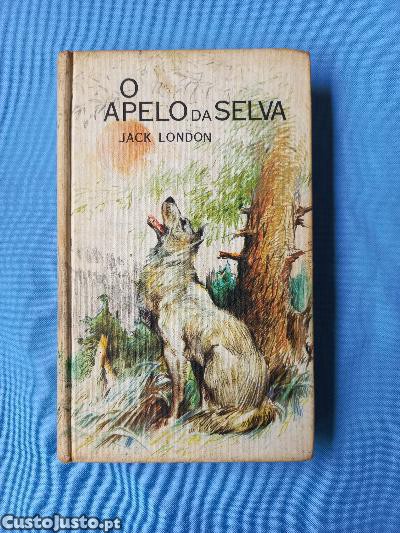 O
APELO DA SELVA
JACK LONDON
CustoJusto.pt